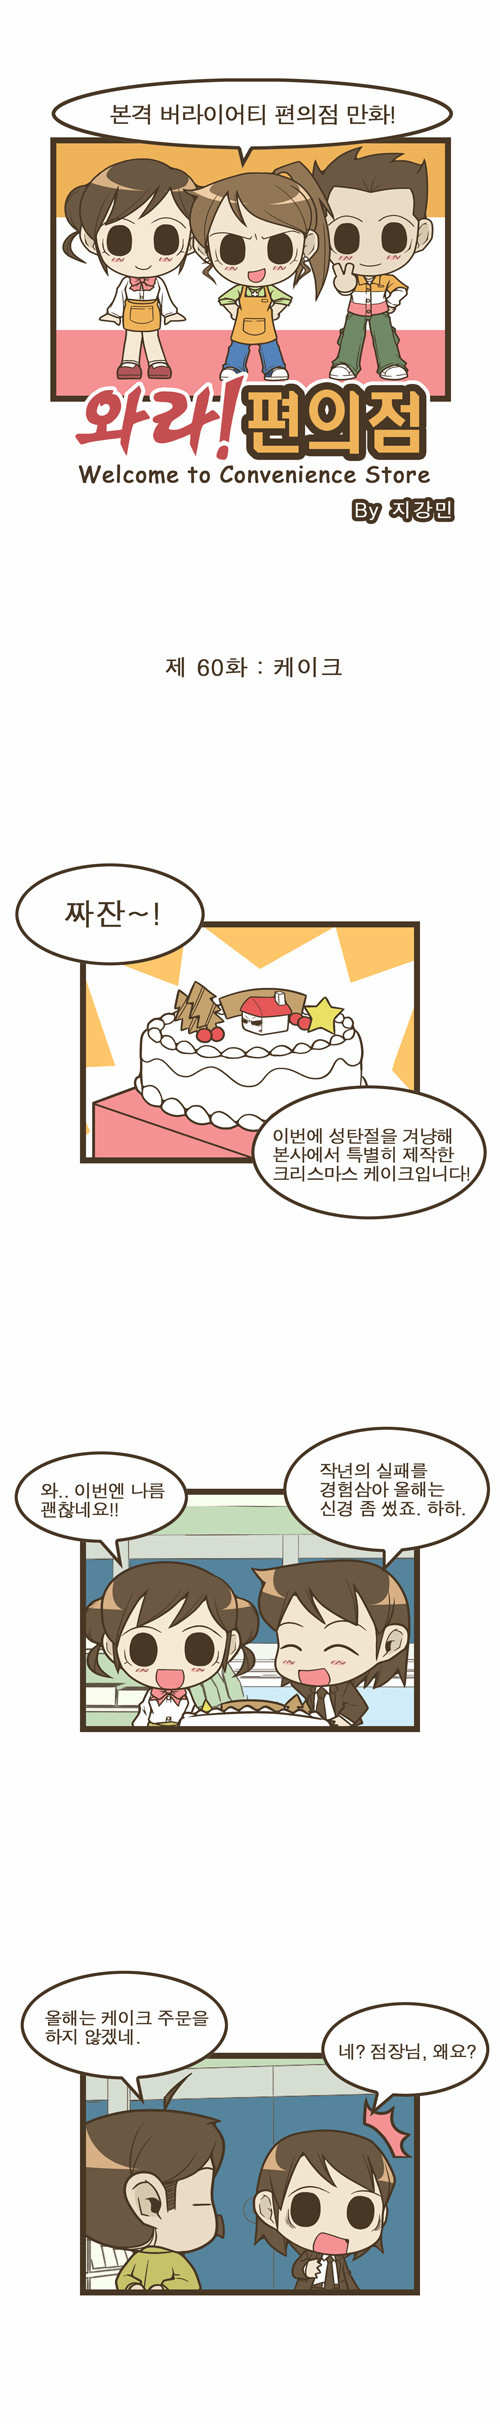 본격 버라이어티 편의점 만화!
와라! 편의점
Welcome to Convenience Store
By 지강민
제 60화 : 케이크
짜잔~!
이번에 성탄절을 겨냥해
본사에서 특별히 제작한
크리스마스 케이크입니다!
와.. 이번엔 나름
괜찮네요!!
작년의 실패를
경험삼아 올해는
신경 좀 썼죠. 하하.
올해는 케이크 주문을
하지 않겠네.
네? 점장님, 왜요?